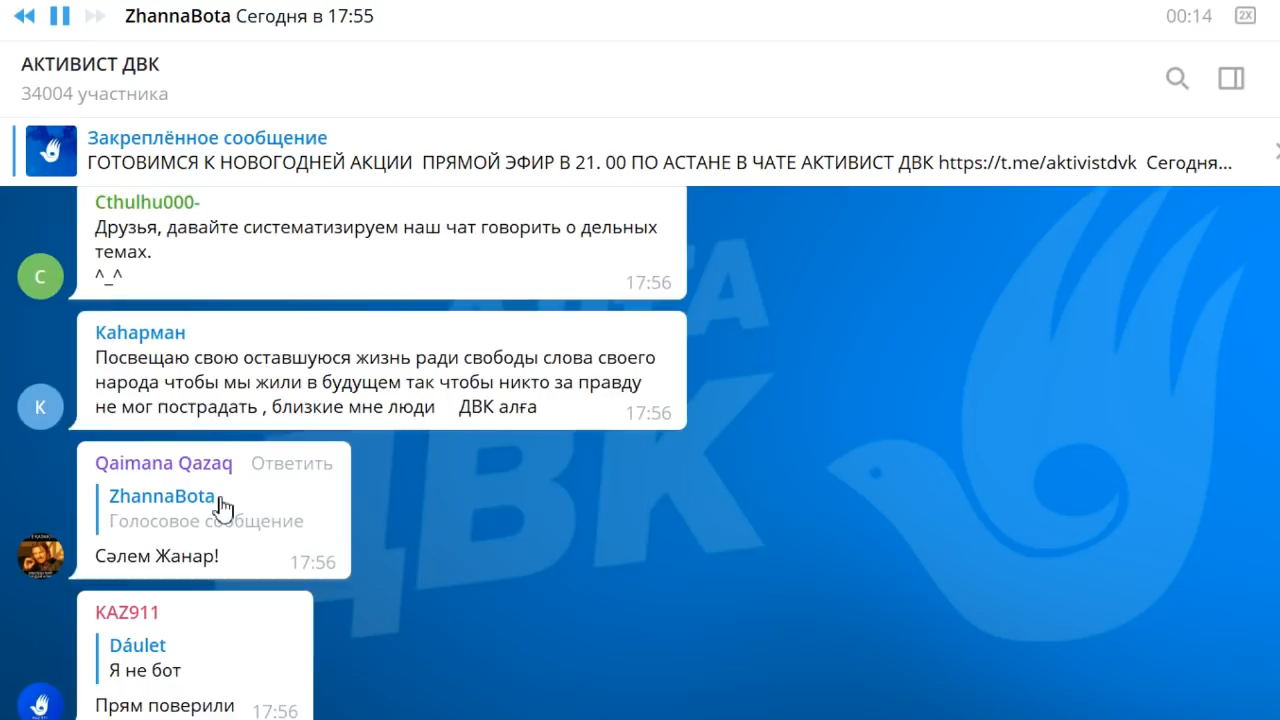 ZhannaBota Сегодня в 17:55
00:14
2X
АКТИВИСТ ДВК
34004 участника
Закреплённое сообщение
ГОТОВИМСЯ К НОВОГОДНЕЙ АКЦИИ ПРЯМОЙ ЭФИР В 21. 00 ПО АСТАНЕ В ЧАТЕ АКТИВИСТ ДВК https://t.me/aktivistdvk Сегодня...
Cthulhu000-
Друзья, давайте систематизируем наш чат говорить о дельных
темах.
^_^
17:56
С
Каһарман
Посвещаю свою оставшуюся жизнь ради свободы слова своего
народа чтобы мы жили в будущем так чтобы никто за правду
не мог пострадать , близкие мне люди ДВК алға
17:56
К
Qaimana Qazaq Ответить
ZhannaBota
Голосовое сообщение
Сәлем Жанар!
17:56
KAZ911
Dáulet
Я не бот
Прям поверили
17:56
ДВК